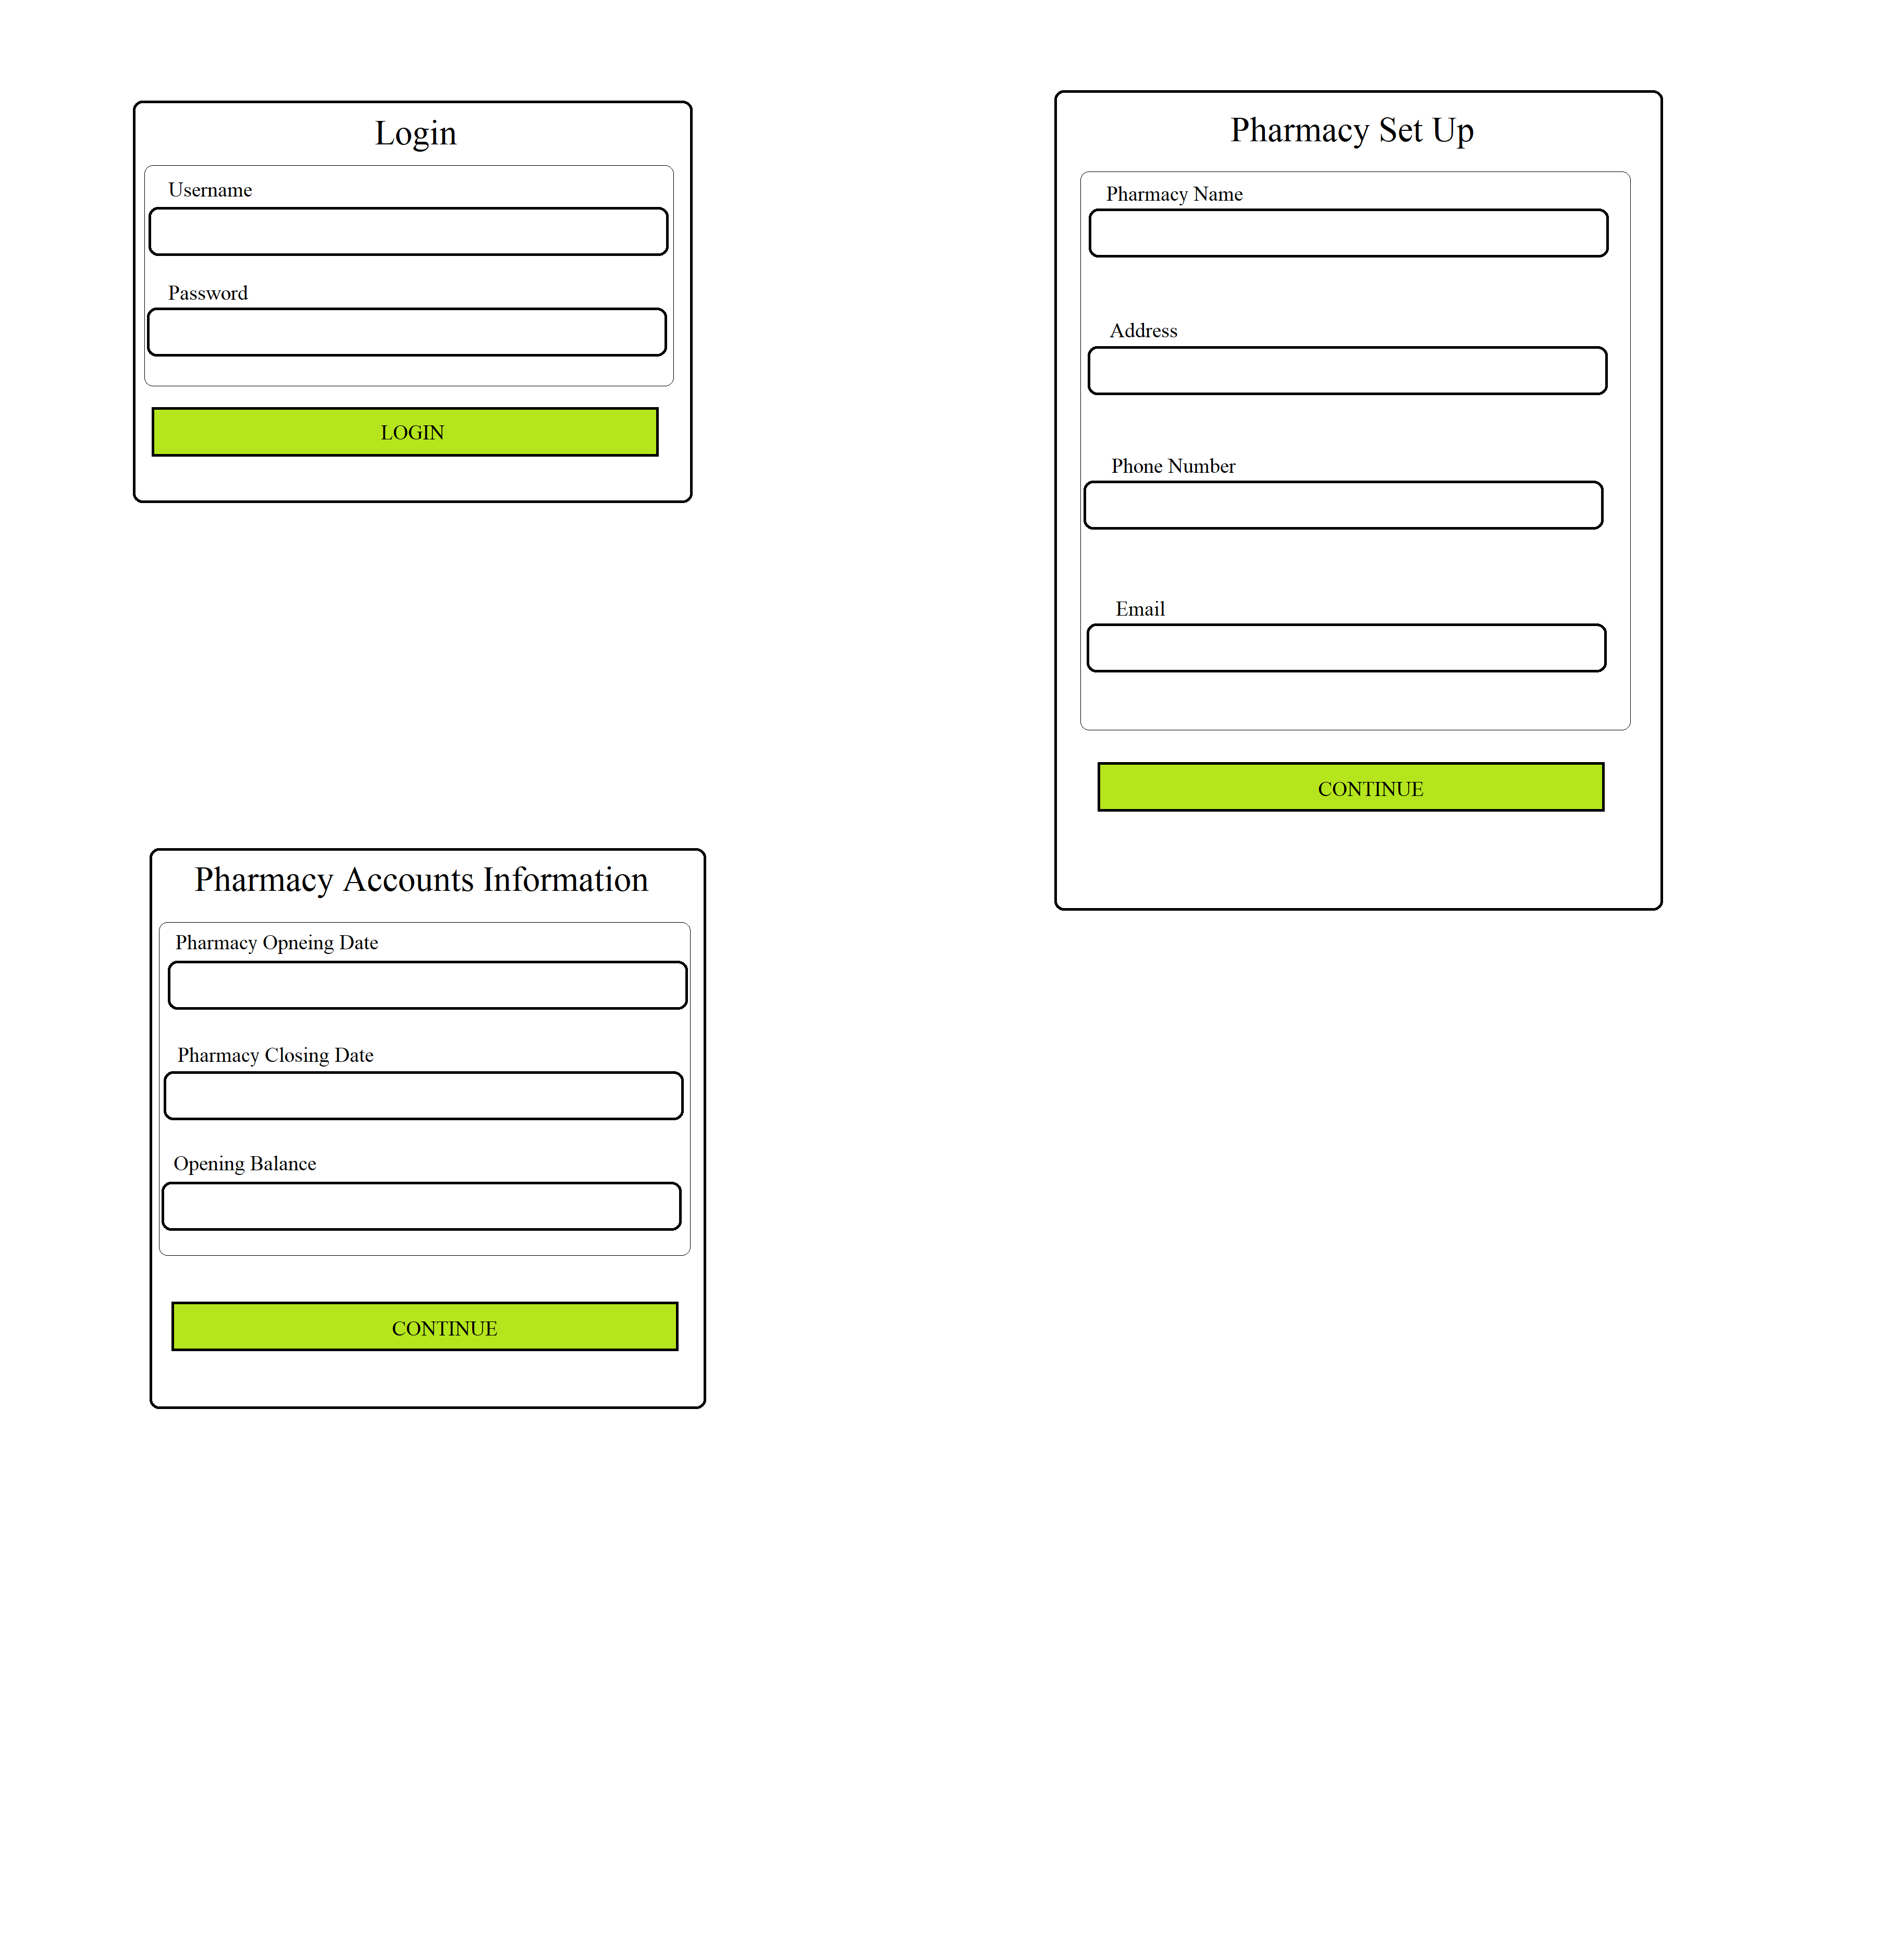 Login
Username
Password
LOGIN
Pharmacy Set Up
Pharmacy Name
Address
Phone Number
Email
CONTINUE
Pharmacy Accounts Information
Pharmacy Opneing Date
Pharmacy Closing Date
Opening Balance
CONTINUE